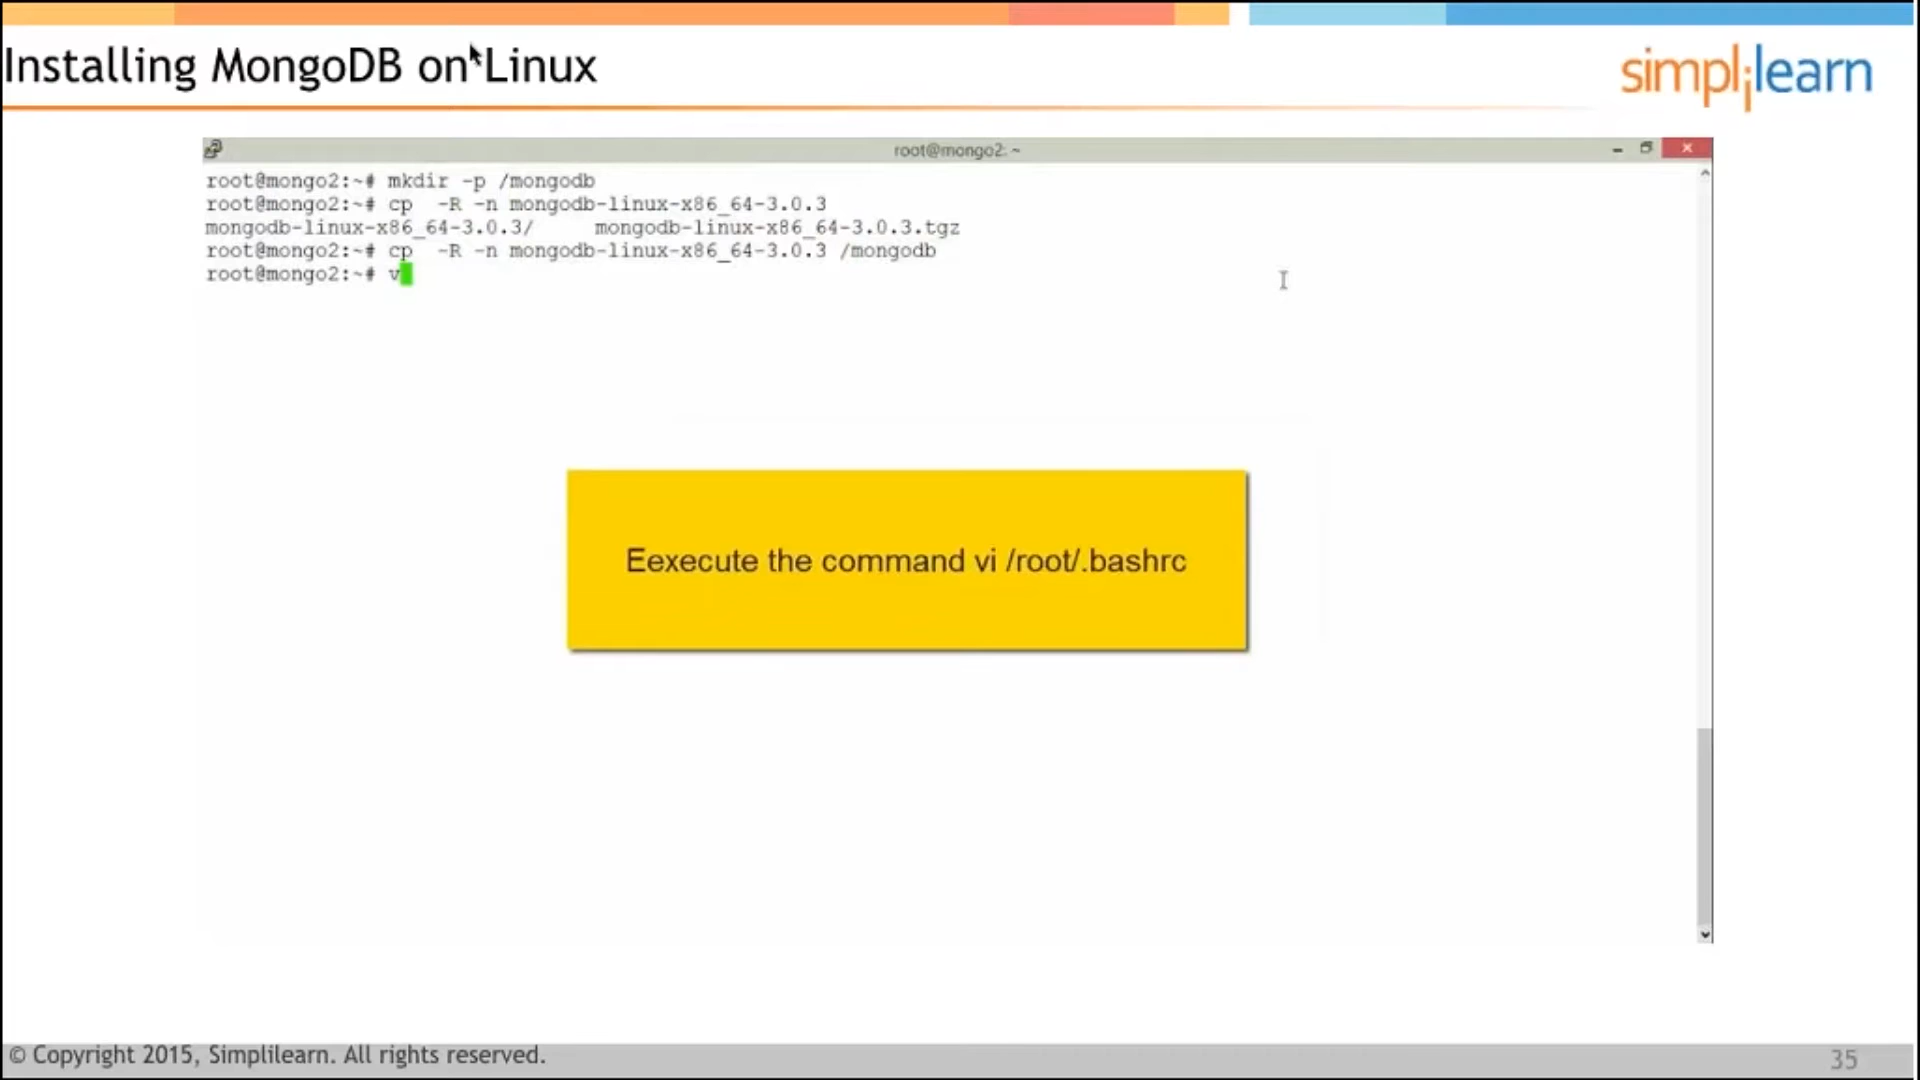 Installing MongoDB on Linux
simplilearn
root@mongo2: ~
root@mongo2:~# mkdir -p /mongodb
root@mongo2:~# cp  -R -n mongodb-linux-x86_64-3.0.3
mongodb-linux-x86_64-3.0.3/     mongodb-linux-x86_64-3.0.3.tgz
root@mongo2:~# cp  -R -n mongodb-linux-x86_64-3.0.3 /mongodb
root@mongo2:~# v
Eexecute the command vi /root/.bashrc
© Copyright 2015, Simplilearn. All rights reserved.
35